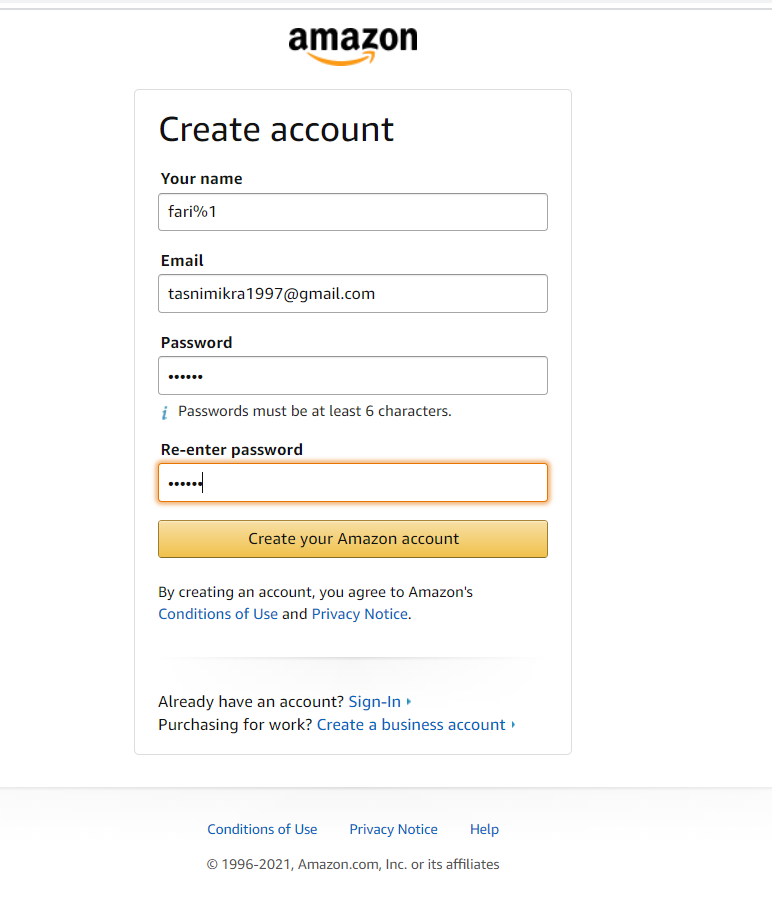 amazon
Create account
Your name
fari%1
Email
tasnimikra1997@gmail.com
Password
••••••
i Passwords must be at least 6 characters.
Re-enter password
••••••
Create your Amazon account
By creating an account, you agree to Amazon's
Conditions of Use and Privacy Notice.
Already have an account? Sign-In
Purchasing for work? Create a business account
Conditions of Use Privacy Notice Help
© 1996-2021, Amazon.com, Inc. or its affiliates